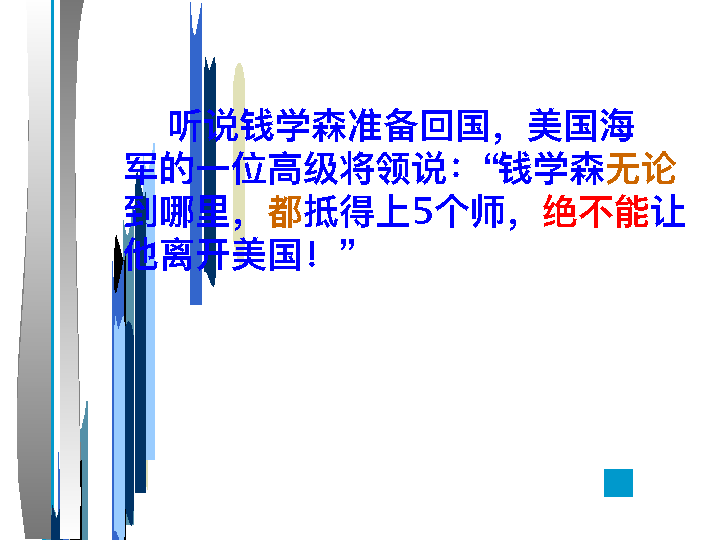 听说钱学森准备回国，美国海
军的一位高级将领说：“钱学森无论
到哪里，都抵得上5个师，绝不能让
他离开美国！”